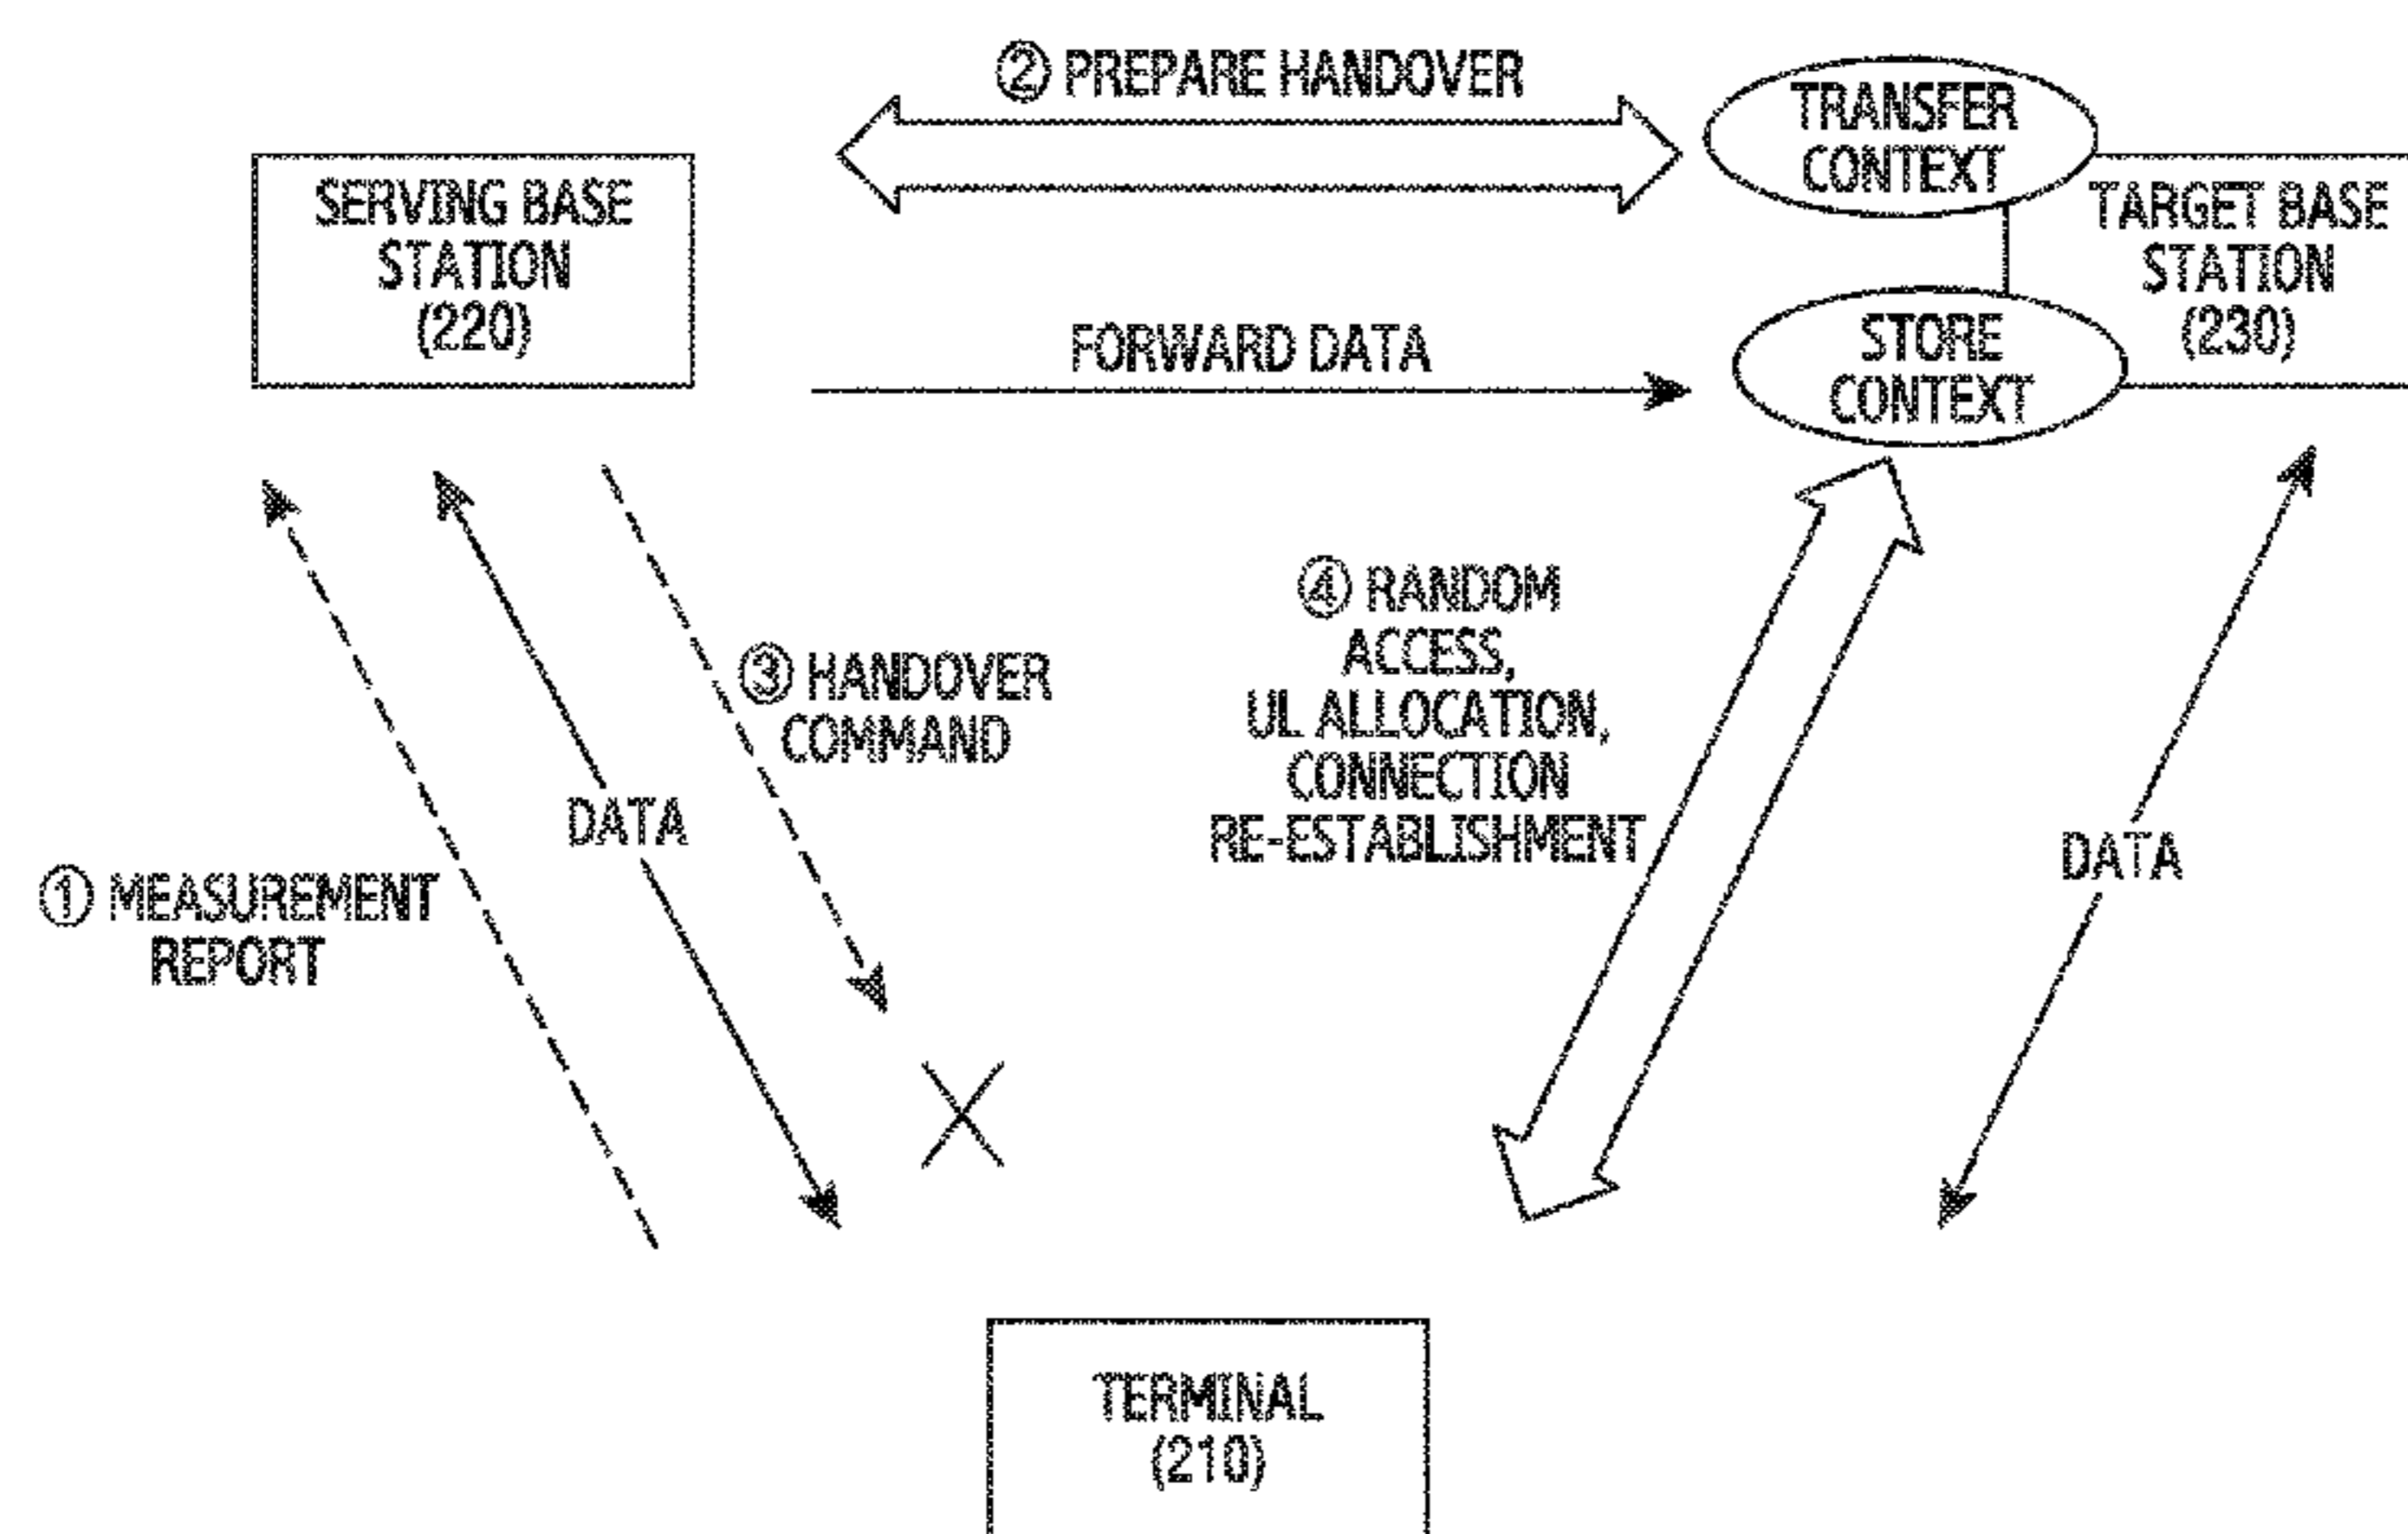 ② PREPARE HANDOVER
TRANSFER
CONTEXT
SERVING BASE
STATION
(220)
TARGET BASE
STATION
(230)
FORWARD DATA
STORE
CONTEXT
④ RANDOM
ACCESS,
UL ALLOCATION,
CONNECTION
RE-ESTABLISHMENT
③ HANDOVER
COMMAND
DATA
DATA
① MEASUREMENT
REPORT
TERMINAL
(210)